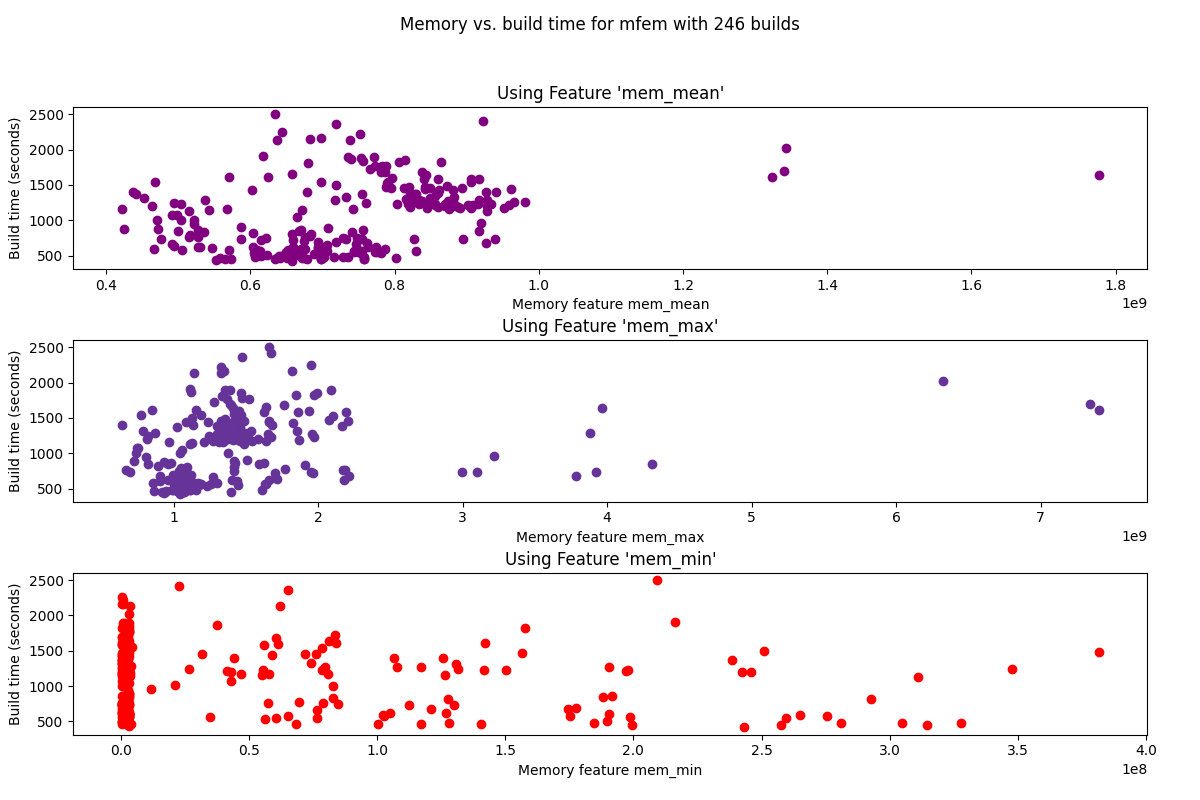 Memory vs. build time for mfem with 246 builds
Using Feature 'mem_mean'
Build time (seconds)
2500
2000
1500
1000
500
0.4 0.6 0.8 1.0 1.2 1.4 1.6 1.8
1e9
Memory feature mem_mean
Using Feature 'mem_max'
Build time (seconds)
2500
2000
1500
1000
500
1 2 3 4 5 6 7
1e9
Memory feature mem_max
Using Feature 'mem_min'
Build time (seconds)
2500
2000
1500
1000
500
0.0 0.5 1.0 1.5 2.0 2.5 3.0 3.5 4.0
1e8
Memory feature mem_min